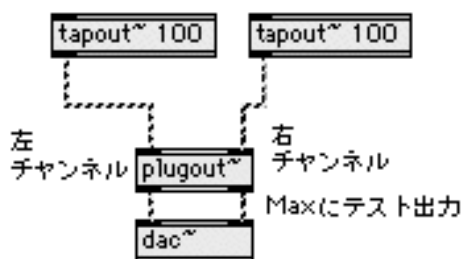 tapout~ 100
tapout~ 100
左
チャンネル
plugout~
右
チャンネル
Maxにテスト出力
dac~